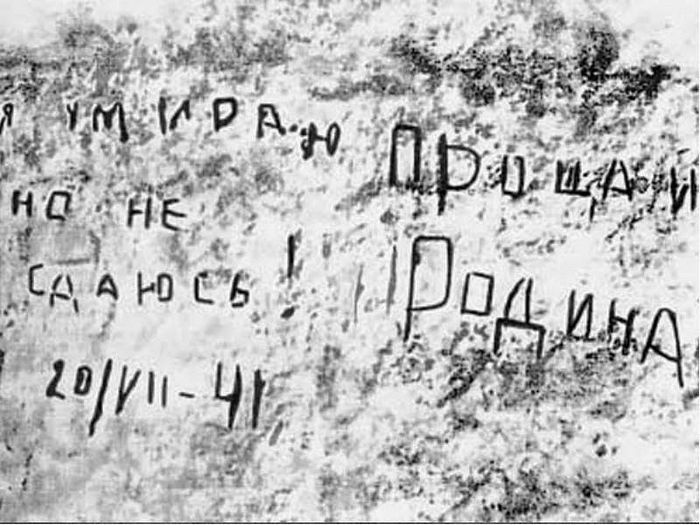 Я УМИРАЮ
НО НЕ
СДАЮСЬ!
20/VII-41
ПРОЩАЙ
РОДИНА.